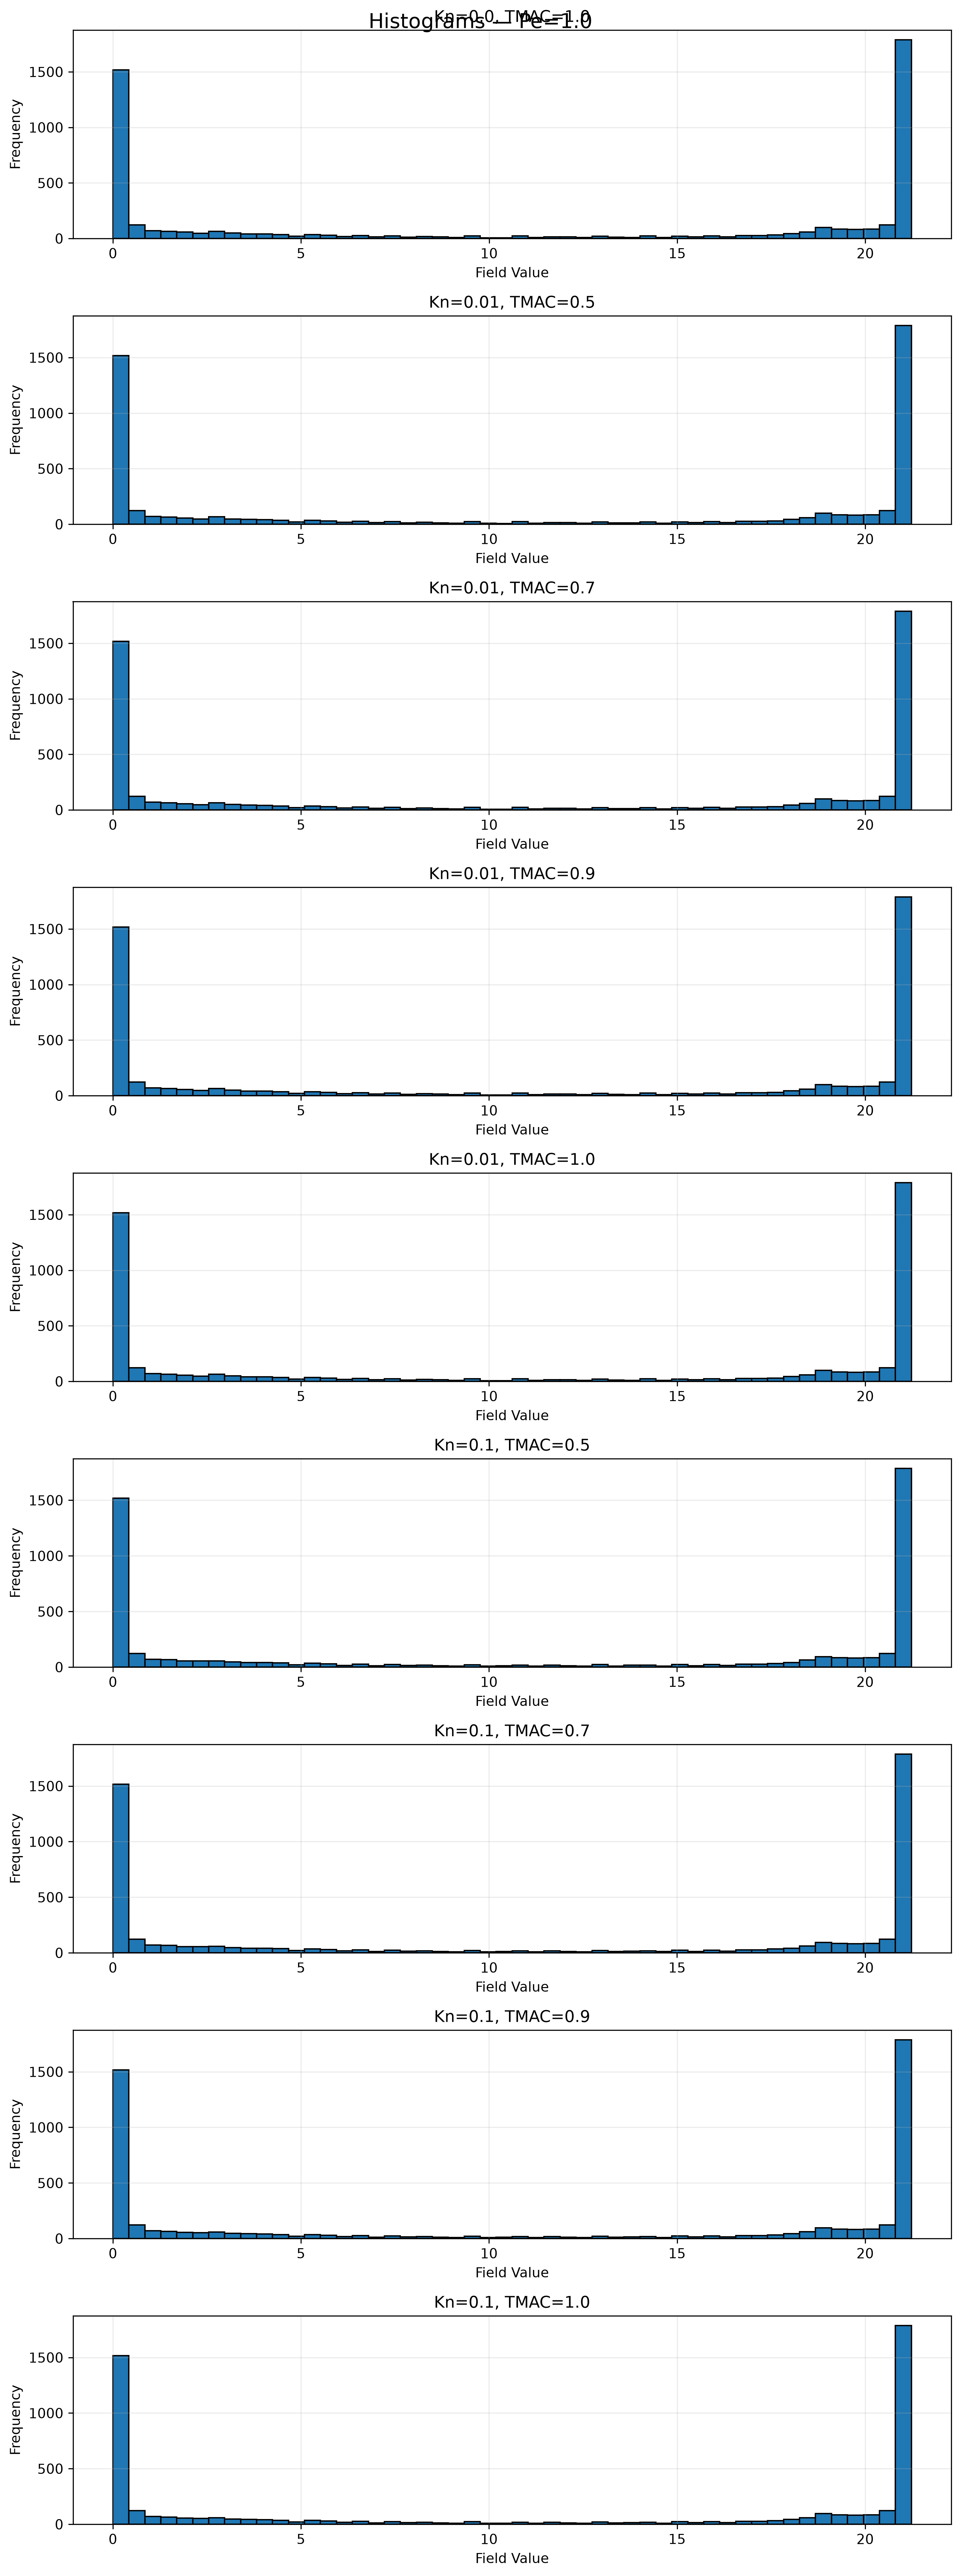 Kn=0.0, TMAC=1.0
Histograms — Pe=1.0
1500
1000
500
0
Frequency
0 5 10 15 20
Field Value
Kn=0.01, TMAC=0.5
1500
1000
500
0
Frequency
0 5 10 15 20
Field Value
Kn=0.01, TMAC=0.7
1500
1000
500
0
Frequency
0 5 10 15 20
Field Value
Kn=0.01, TMAC=0.9
1500
1000
500
0
Frequency
0 5 10 15 20
Field Value
Kn=0.01, TMAC=1.0
1500
1000
500
0
Frequency
0 5 10 15 20
Field Value
Kn=0.1, TMAC=0.5
1500
1000
500
0
Frequency
0 5 10 15 20
Field Value
Kn=0.1, TMAC=0.7
1500
1000
500
0
Frequency
0 5 10 15 20
Field Value
Kn=0.1, TMAC=0.9
1500
1000
500
0
Frequency
0 5 10 15 20
Field Value
Kn=0.1, TMAC=1.0
1500
1000
500
0
Frequency
0 5 10 15 20
Field Value